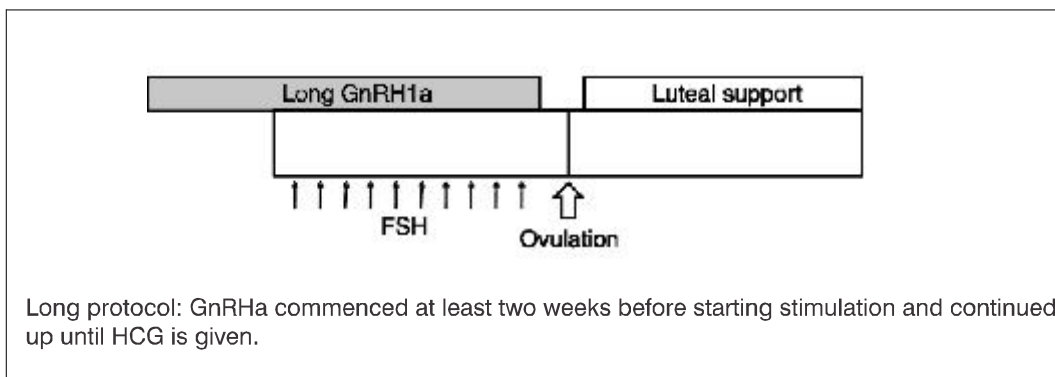 Long GnRH1a
Luteal support
FSH
Ovulation
Long protocol: GnRHa commenced at least two weeks before starting stimulation and continued
up until HCG is given.